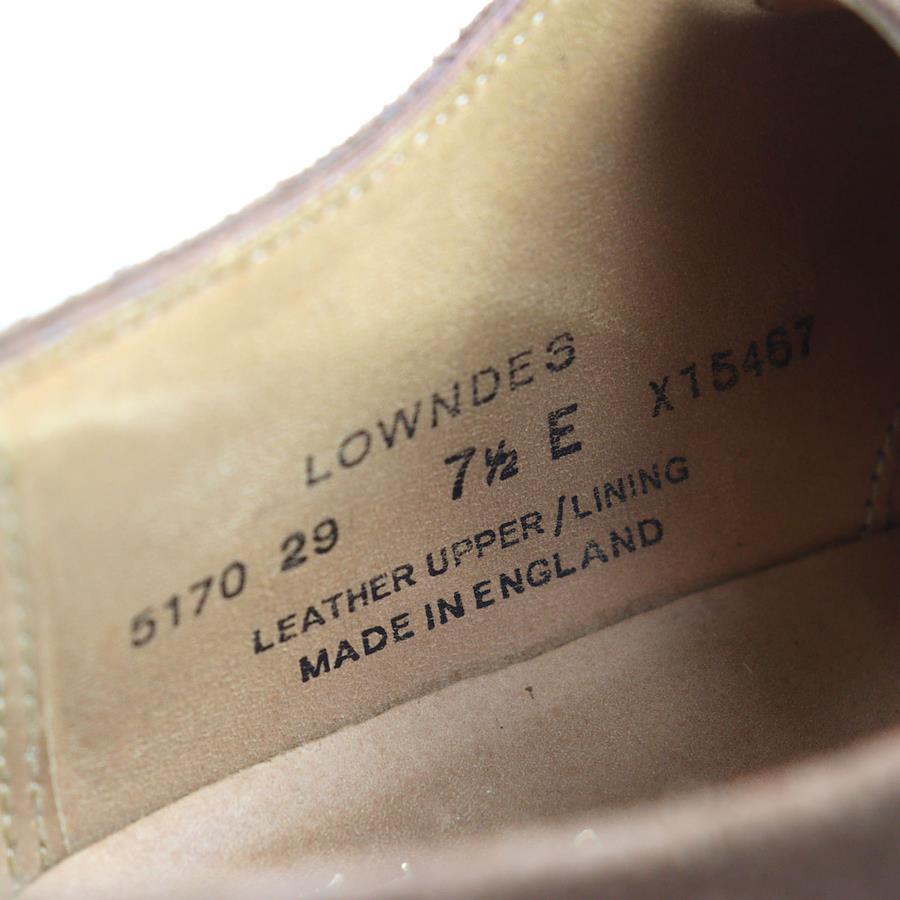 LOWNDES
7½ E X15467
5170 29
LEATHER UPPER/LINING
MADE IN ENGLAND